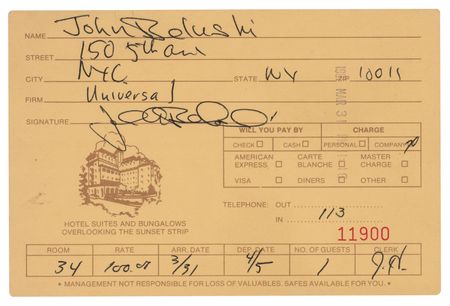 NAME John Belushi
STREET 150 5th ave
CITY NYC STATE NY ZIP 10011
FIRM Universal
SIGNATURE
WILL YOU PAY BY CHARGE
CHECK CASH PERSONAL COMPANY
AMERICAN EXPRESS CARTE BLANCHE MASTER CHARGE
VISA DINERS OTHER
TELEPHONE: OUT
IN 113
HOTEL SUITES AND BUNGALOWS
OVERLOOKING THE SUNSET STRIP
11900
ROOM RATE ARR. DATE DEP. DATE NO. OF GUESTS CLERK
34 100.00 3/31 4/5 1
• MANAGEMENT NOT RESPONSIBLE FOR LOSS OF VALUABLES. SAFES AVAILABLE FOR YOU. •